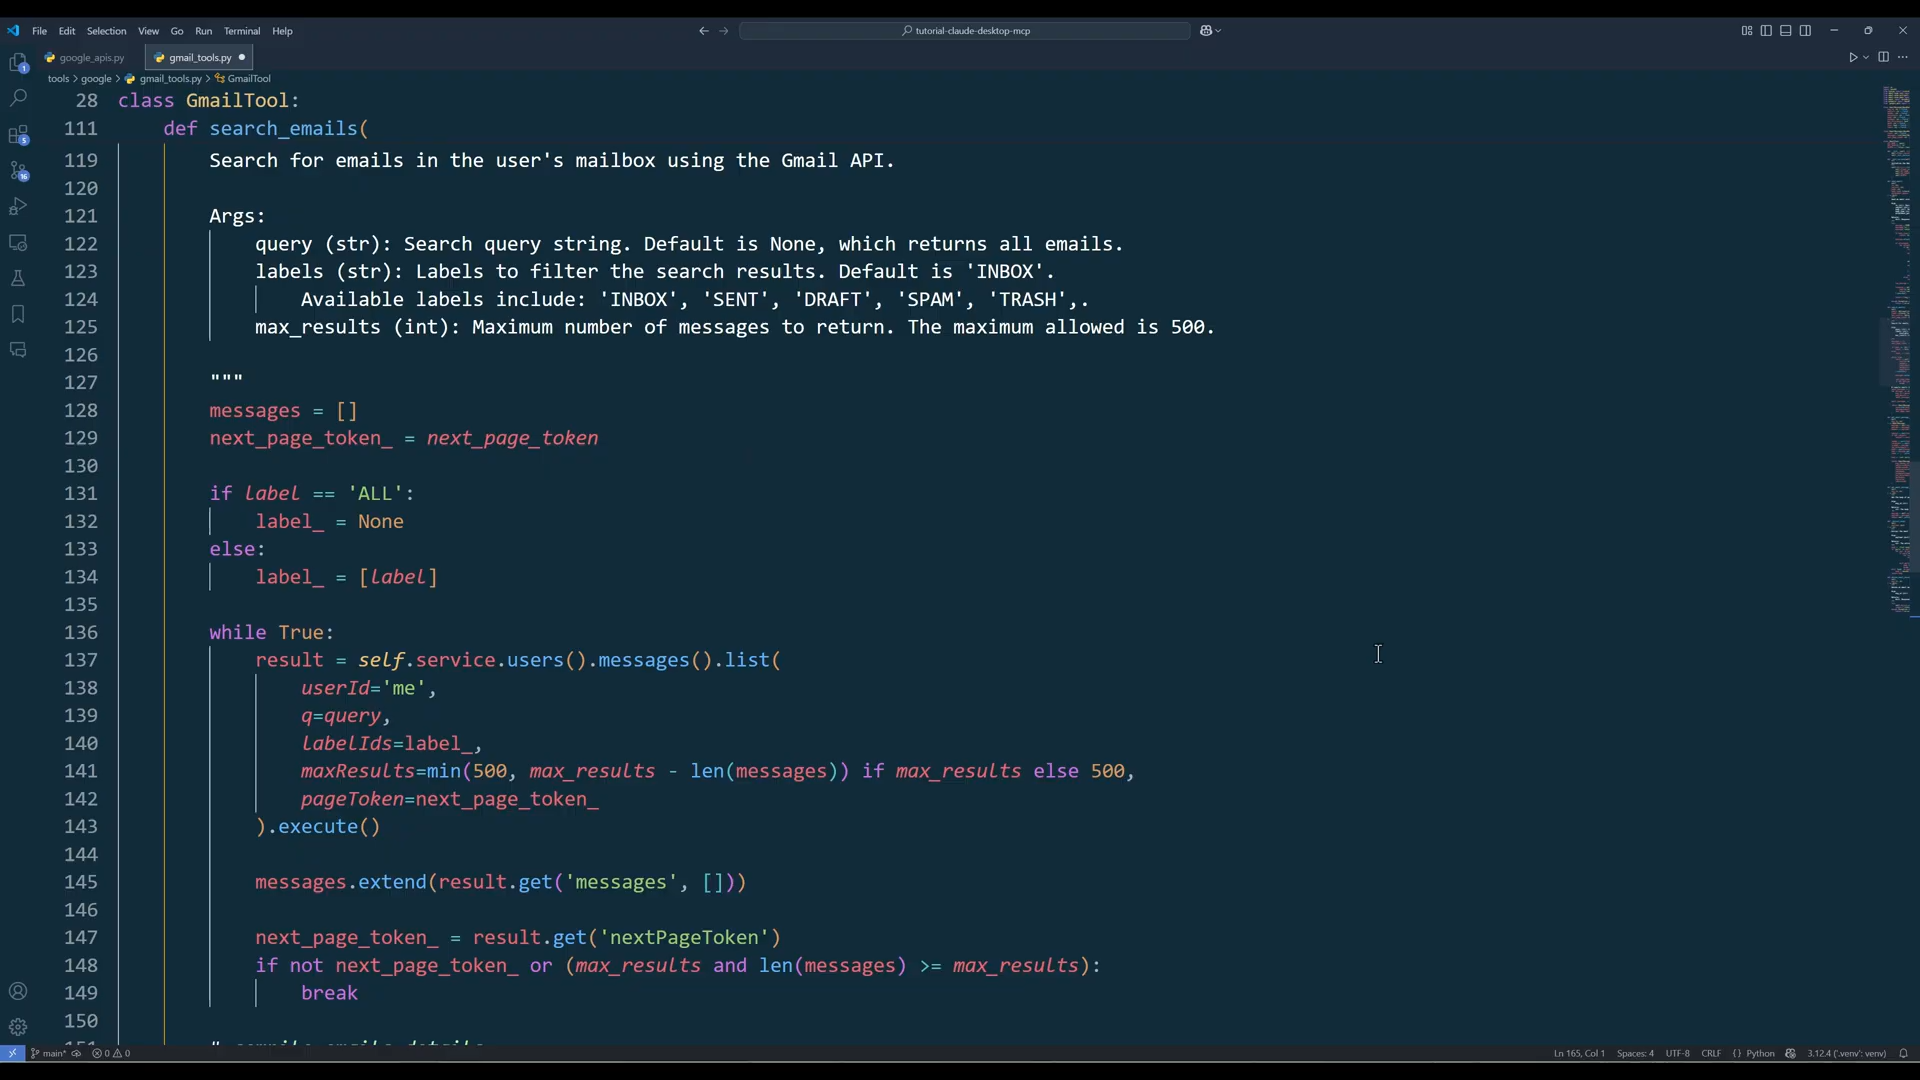 File Edit Selection View Go Run Terminal Help
tutorial-claude-desktop-mcp
google_apis.py
gmail_tools.py
tools > google > gmail_tools.py > GmailTool
28 class GmailTool:
111 def search_emails(
119 Search for emails in the user's mailbox using the Gmail API.
120
121 Args:
122 query (str): Search query string. Default is None, which returns all emails.
123 labels (str): Labels to filter the search results. Default is 'INBOX'.
124 Available labels include: 'INBOX', 'SENT', 'DRAFT', 'SPAM', 'TRASH',.
125 max_results (int): Maximum number of messages to return. The maximum allowed is 500.
126
127 """
128 messages = []
129 next_page_token_ = next_page_token
130
131 if label == 'ALL':
132 label_ = None
133 else:
134 label_ = [label]
135
136 while True:
137 result = self.service.users().messages().list(
138 userId='me',
139 q=query,
140 labelIds=label_,
141 maxResults=min(500, max_results - len(messages)) if max_results else 500,
142 pageToken=next_page_token_
143 ).execute()
144
145 messages.extend(result.get('messages', []))
146
147 next_page_token_ = result.get('nextPageToken')
148 if not next_page_token_ or (max_results and len(messages) >= max_results):
149 break
150
main* 0 0 Ln 165, Col 1 Spaces: 4 UTF-8 CRLF {} Python 3.12.4 ('.venv': venv)